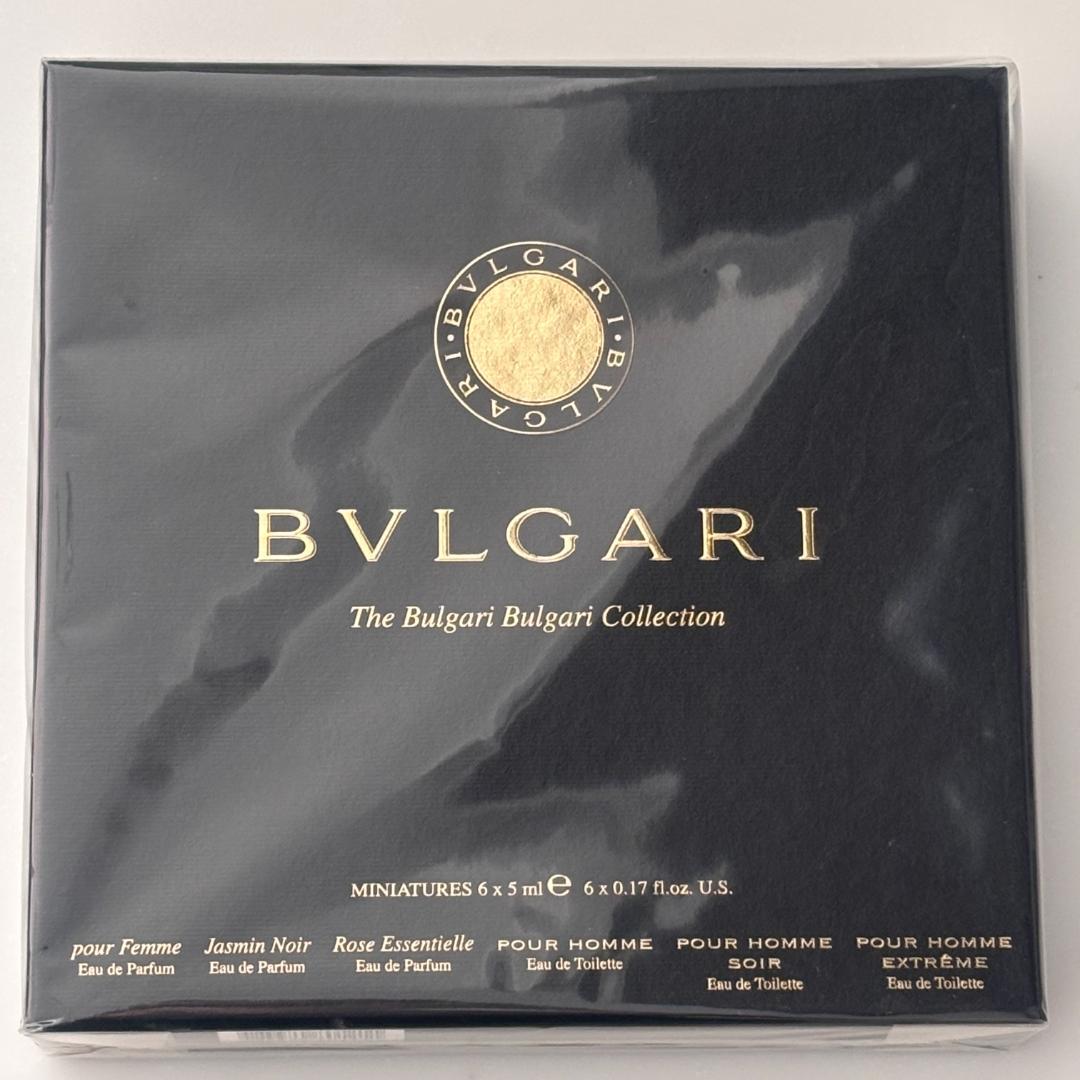 BVLGARI • BVLGARI •
BVLGARI
The Bulgari Bulgari Collection
MINIATURES 6 x 5 ml ℮ 6 x 0.17 fl.oz. U.S.
pour Femme
Eau de Parfum
Jasmin Noir
Eau de Parfum
Rose Essentielle
Eau de Parfum
POUR HOMME
Eau de Toilette
POUR HOMME
SOIR
Eau de Toilette
POUR HOMME
EXTRÊME
Eau de Toilette